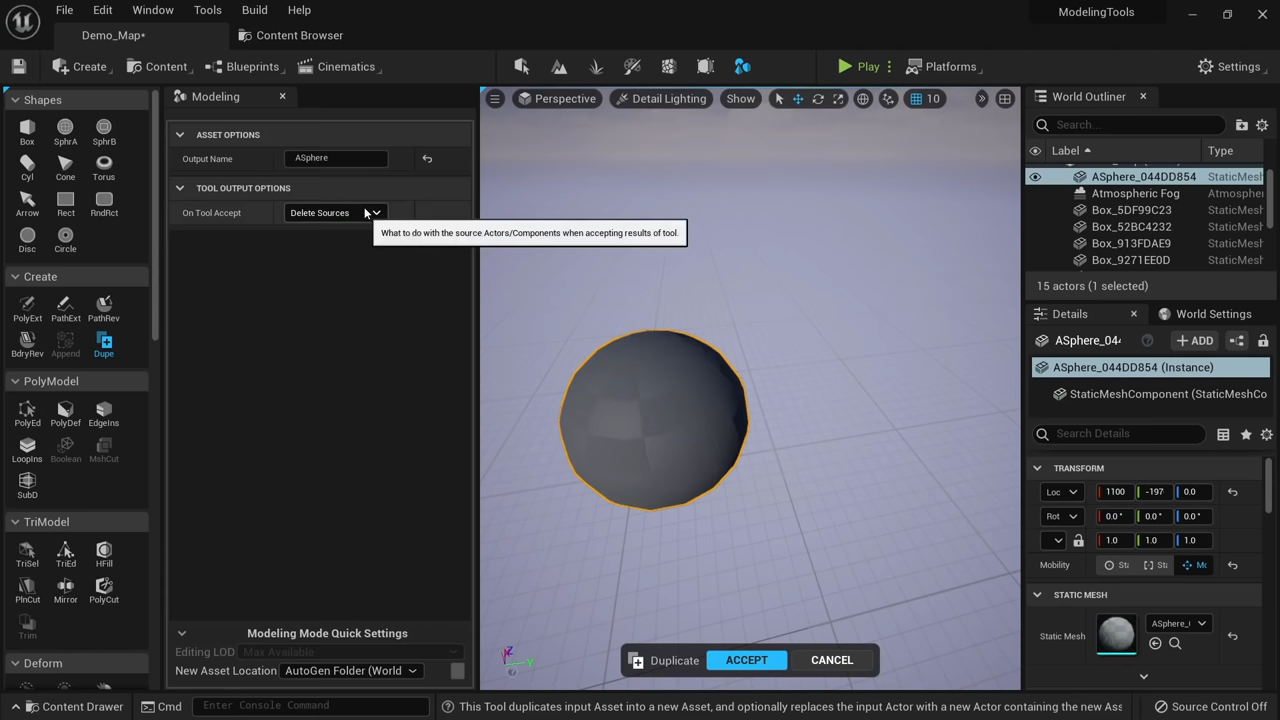 File Edit Window Tools Build Help
ModelingTools
Demo_Map* Content Browser
Create Content Blueprints Cinematics Play Platforms Settings
Shapes
Box SphrA SphrB
Cyl Cone Torus
Arrow Rect RndRct
Disc Circle
Create
PolyExt PathExt PathRev
BdryRev Append Dupe
PolyModel
PolyEd PolyDef EdgeIns
LoopIns Boolean MshCut
SubD
TriModel
TriSel TriEd HFill
PlnCut Mirror PolyCut
Trim
Deform
Modeling
ASSET OPTIONS
Output Name ASphere
TOOL OUTPUT OPTIONS
On Tool Accept Delete Sources
What to do with the source Actors/Components when accepting results of tool.
Modeling Mode Quick Settings
Editing LOD Max Available
New Asset Location AutoGen Folder (World
Perspective Detail Lighting Show 10
Z
Y
Duplicate ACCEPT CANCEL
World Outliner
Search...
Label Type
ASphere_044DD854 StaticMesh
Atmospheric Fog Atmospheric
Box_5DF99C23 StaticMesh
Box_52BC4232 StaticMesh
Box_913FDAE9 StaticMesh
Box_9271EE0D StaticMesh
15 actors (1 selected)
Details World Settings
ASphere_044 ADD
ASphere_044DD854 (Instance)
StaticMeshComponent (StaticMeshCo
Search Details
TRANSFORM
Loc 1100 -197 0.0
Rot 0.0° 0.0° 0.0°
1.0 1.0 1.0
Mobility Sta Sta Mo
STATIC MESH
Static Mesh ASphere_
Content Drawer Cmd Enter Console Command This Tool duplicates input Asset into a new Asset, and optionally replaces the input Actor with a new Actor containing the new Ass Source Control Off